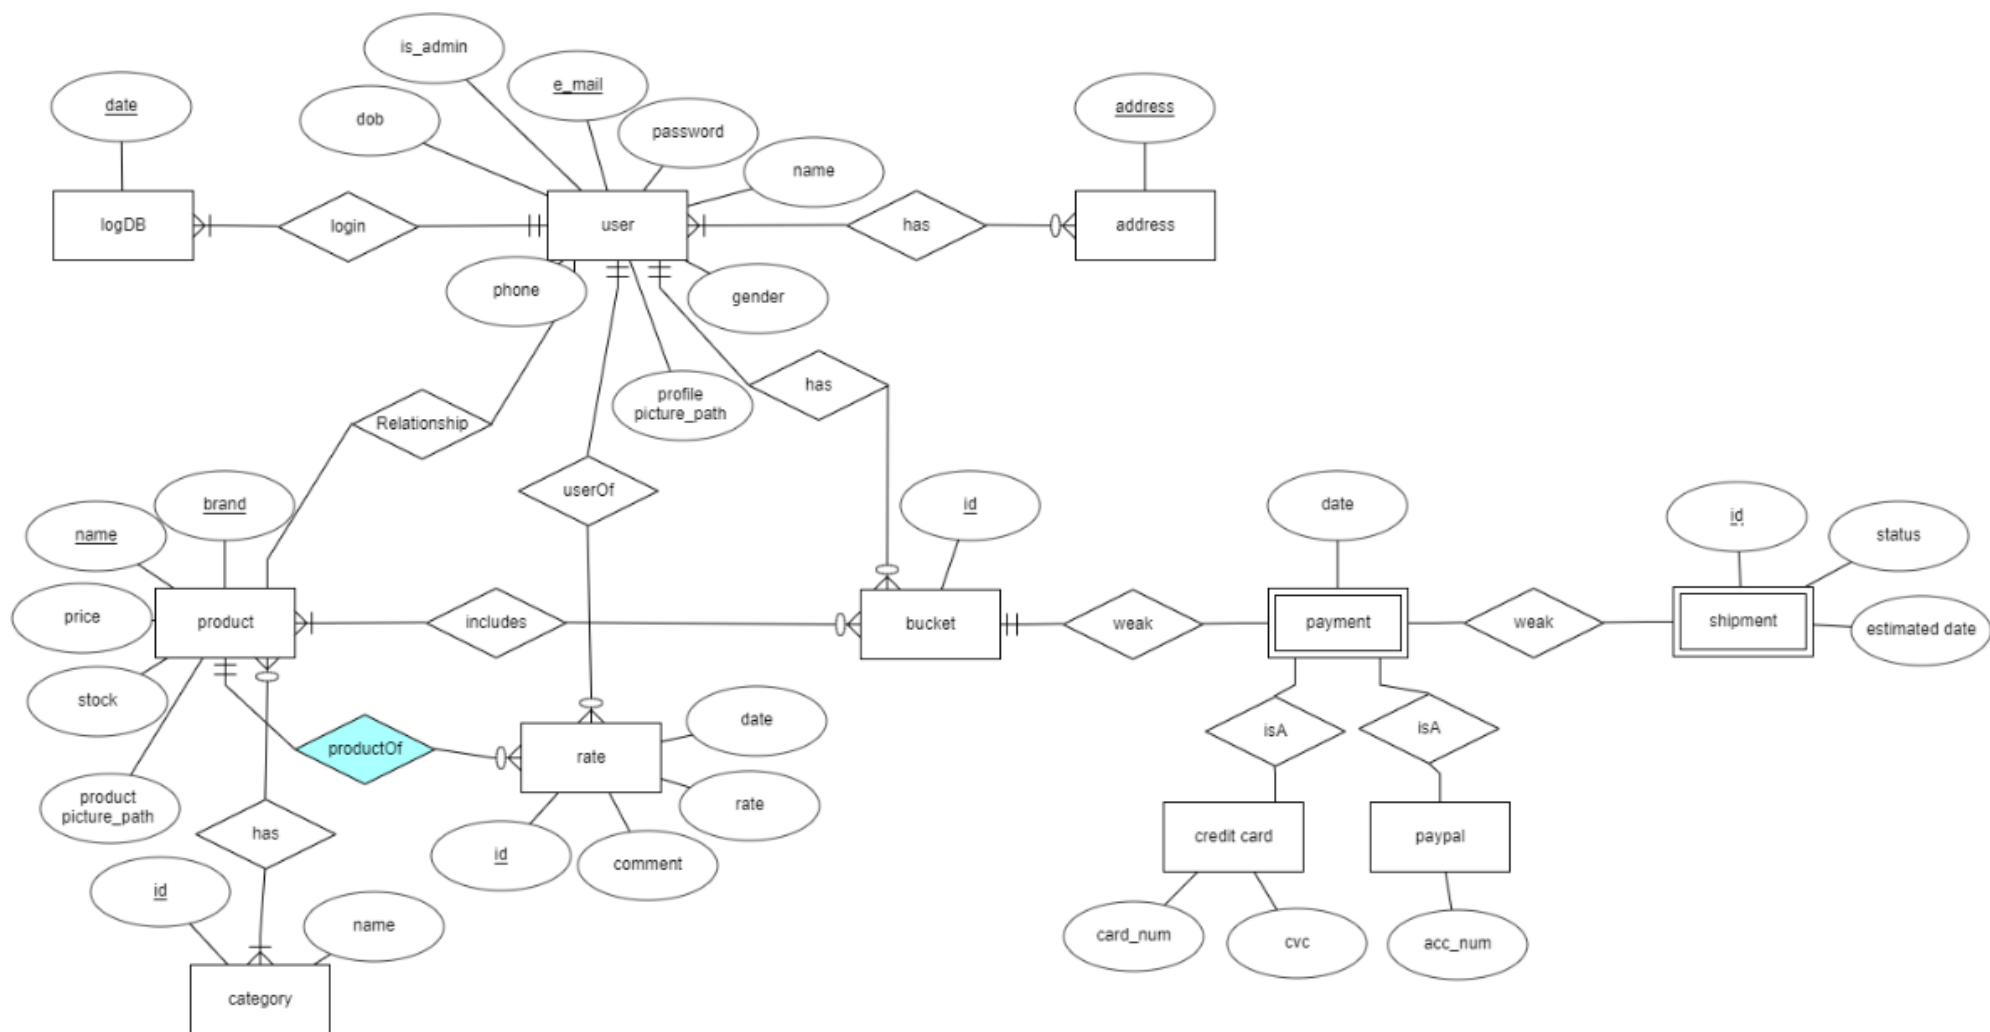 is_admin
e_mail
date
address
dob
password
name
logDB
login
user
has
address
phone
gender
has
profile
picture_path
Relationship
userOf
brand
id
date
id
name
status
price
product
includes
bucket
weak
payment
weak
shipment
estimated date
stock
date
isA
isA
productOf
rate
product
picture_path
rate
has
credit card
paypal
id
comment
id
name
card_num
cvc
acc_num
category